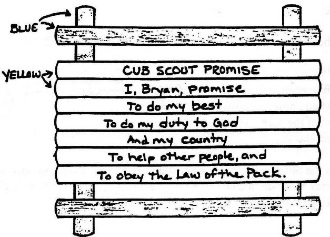 BLUE
YELLOW
CUB SCOUT PROMISE
I, Bryan, promise
To do my best
To do my duty to God
And my country
To help other people, and
To obey the Law of the Pack.